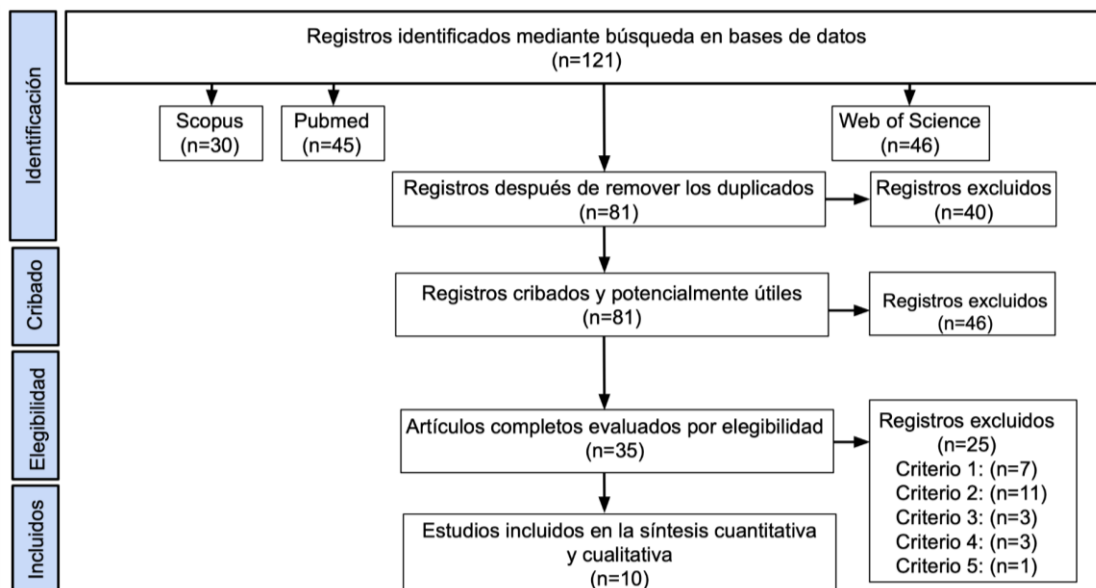 Identificación
Registros identificados mediante búsqueda en bases de datos
(n=121)
Scopus
(n=30)
Pubmed
(n=45)
Web of Science
(n=46)
Registros después de remover los duplicados
(n=81)
Registros excluidos
(n=40)
Cribado
Registros cribados y potencialmente útiles
(n=81)
Registros excluidos
(n=46)
Elegibilidad
Artículos completos evaluados por elegibilidad
(n=35)
Registros excluidos
(n=25)
Criterio 1: (n=7)
Criterio 2: (n=11)
Criterio 3: (n=3)
Criterio 4: (n=3)
Criterio 5: (n=1)
Incluidos
Estudios incluidos en la síntesis cuantitativa
y cualitativa
(n=10)